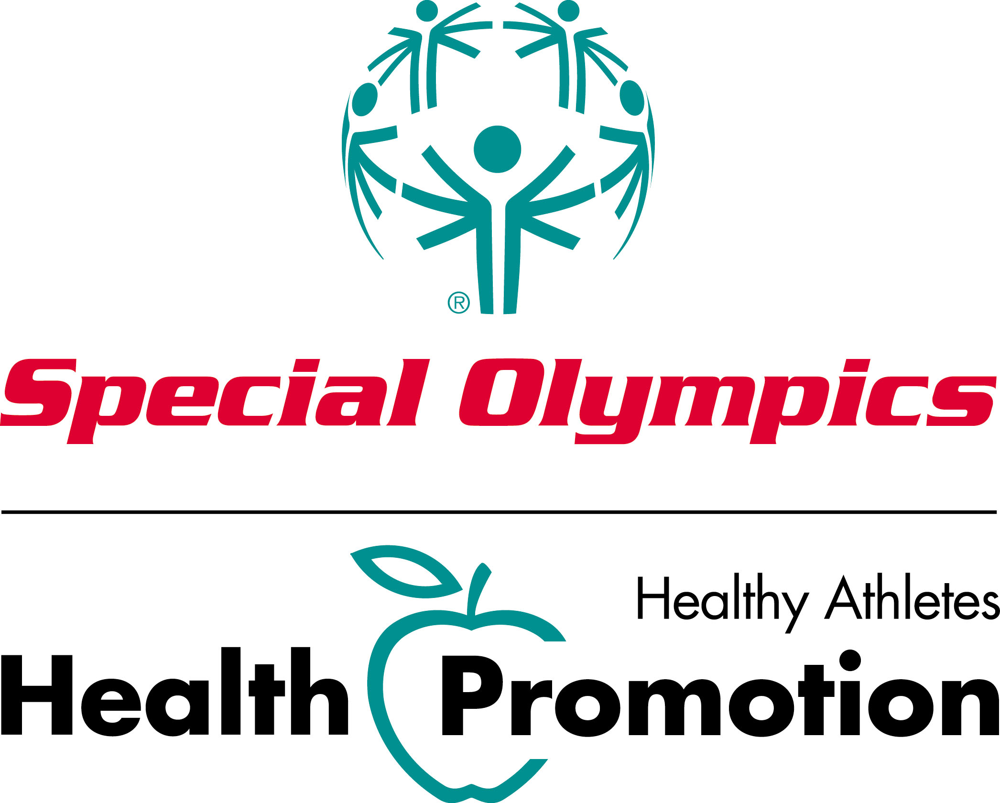 ®
Special Olympics
Healthy Athletes
Health Promotion